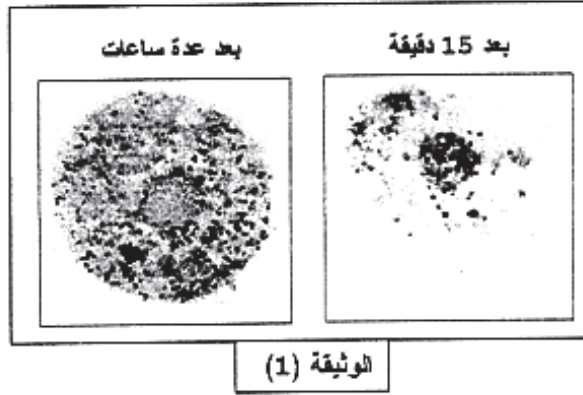 بعد 15 دقيقة
بعد عدة ساعات
الوثيقة (1)